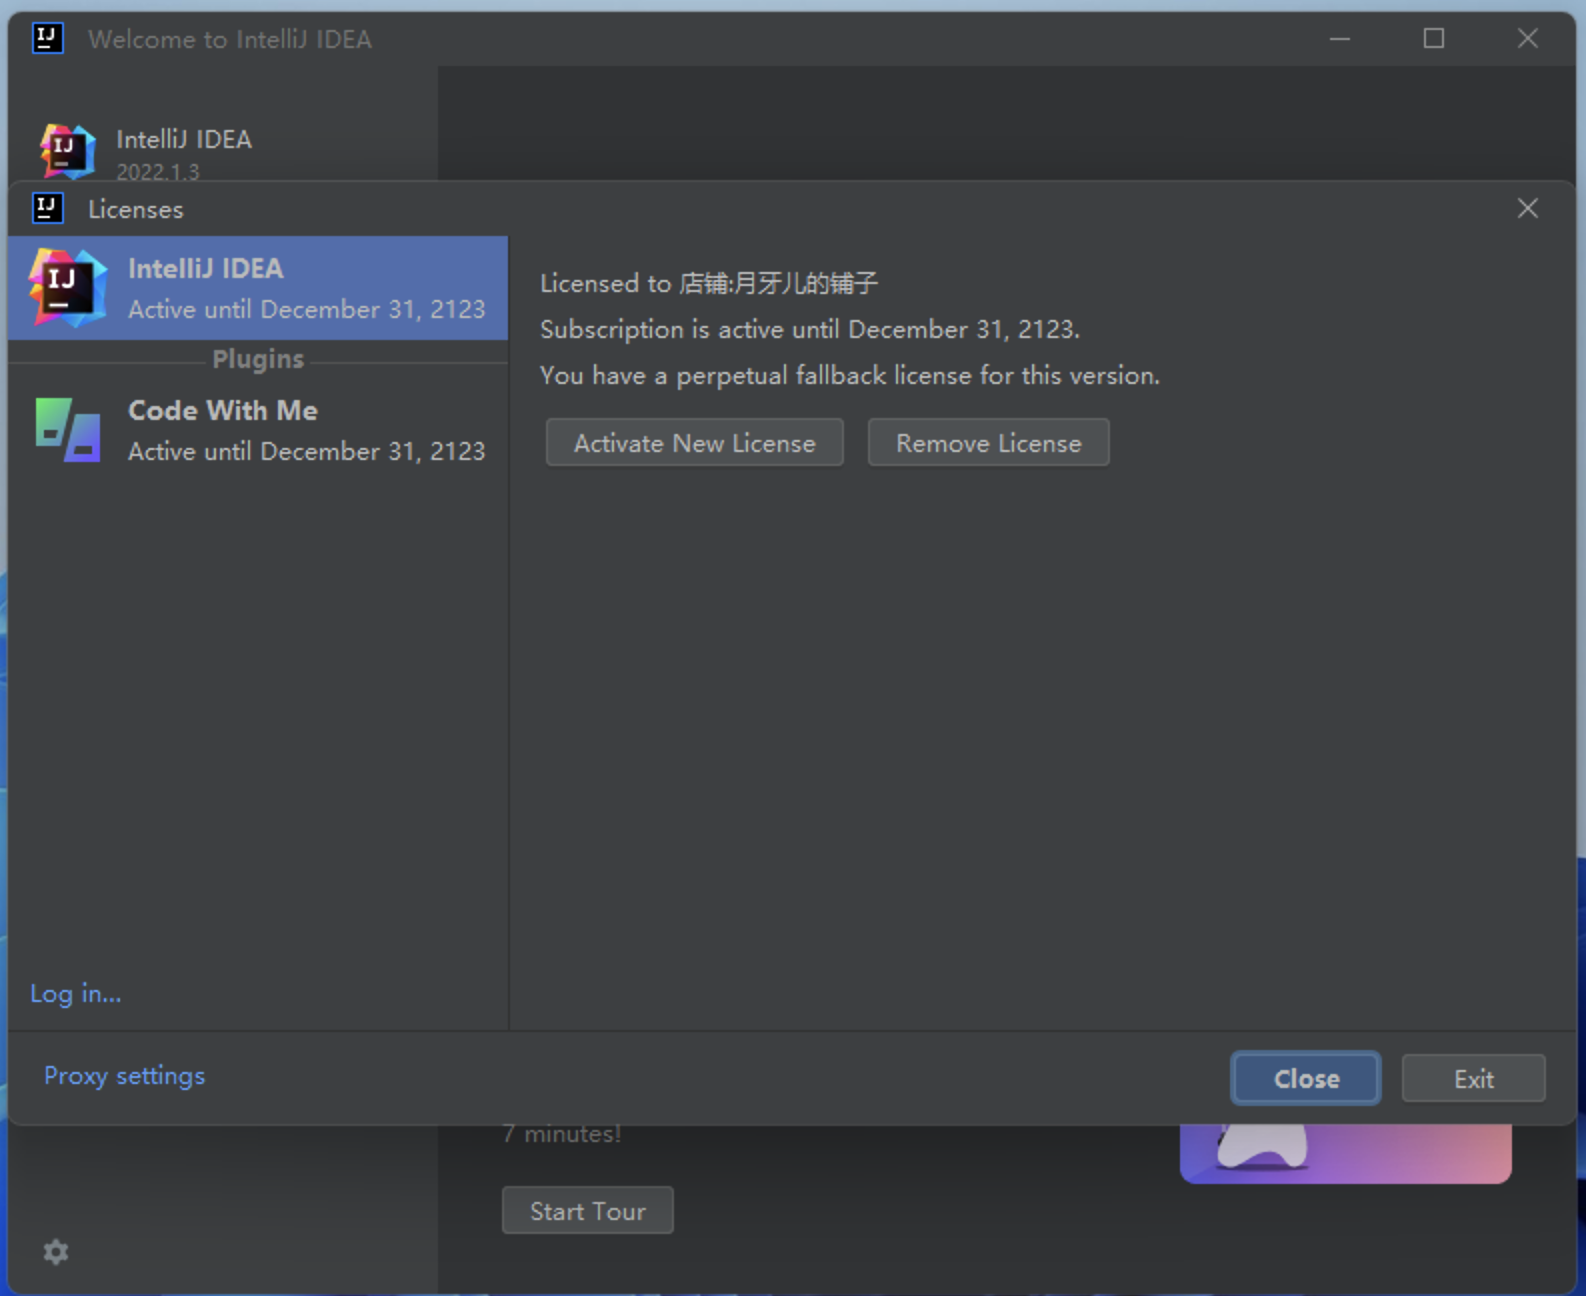 IJ
Welcome to IntelliJ IDEA
IJ
IntelliJ IDEA
2022.1.3
IJ
Licenses
IJ
IntelliJ IDEA
Active until December 31, 2123
Plugins
Code With Me
Active until December 31, 2123
Licensed to 店铺:月牙儿的铺子
Subscription is active until December 31, 2123.
You have a perpetual fallback license for this version.
Activate New License
Remove License
Log in...
Proxy settings
Close
Exit
7 minutes!
Start Tour